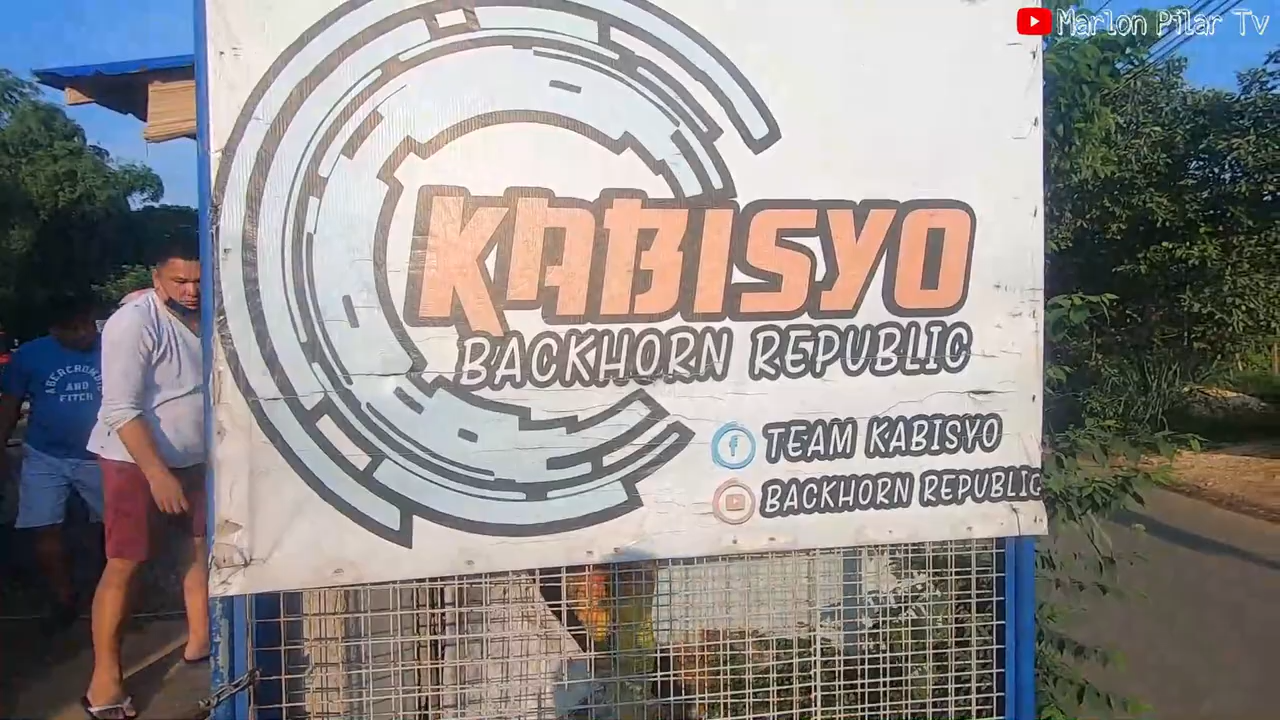 Marlon Pilar Tv
KABISYO
BACKHORN REPUBLIC
TEAM KABISYO
BACKHORN REPUBLIC
ABERCROMBIE
AND
FITCH